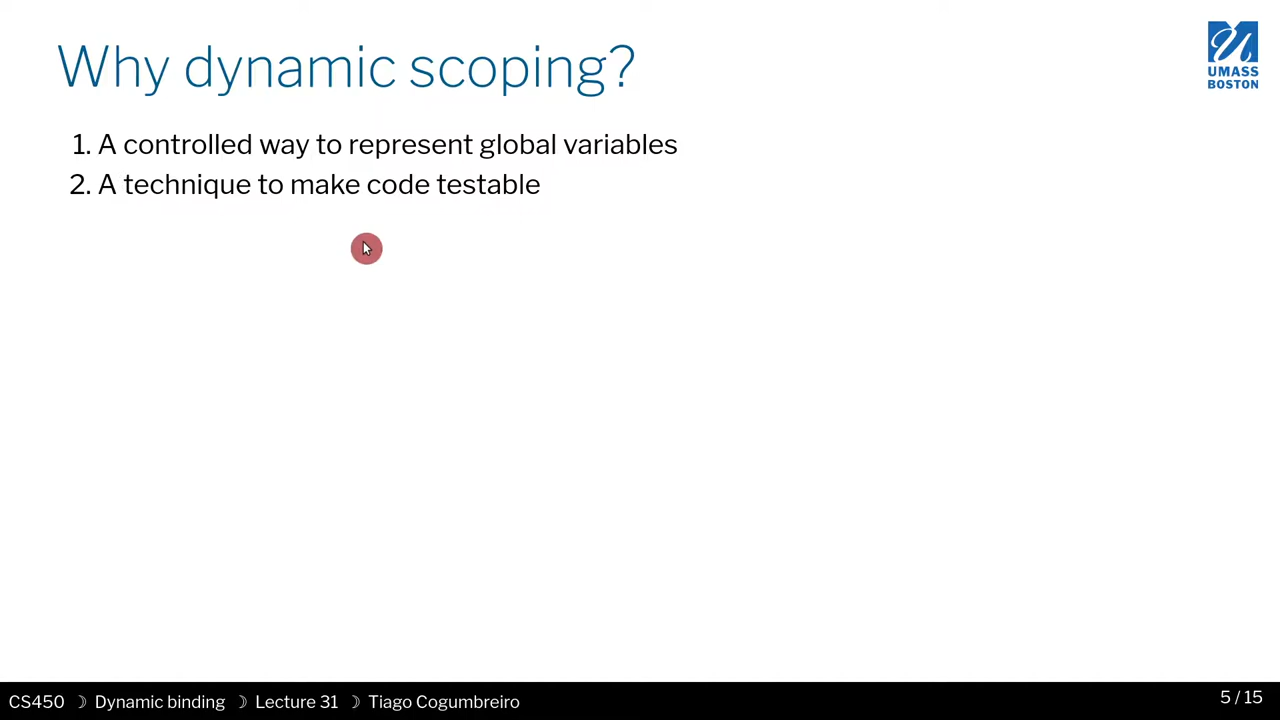 Why dynamic scoping?
UMASS
BOSTON
1. A controlled way to represent global variables
2. A technique to make code testable
CS450 ☽ Dynamic binding ☽ Lecture 31 ☽ Tiago Cogumbreiro
5 / 15